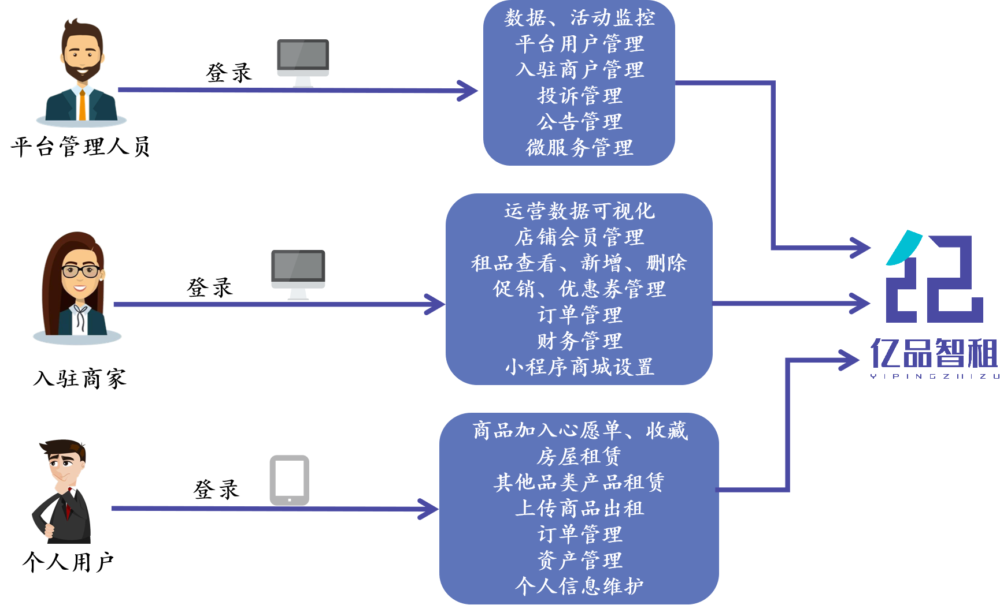 登录
平台管理人员
数据、活动监控
平台用户管理
入驻商户管理
投诉管理
公告管理
微服务管理
登录
入驻商家
运营数据可视化
店铺会员管理
租品查看、新增、删除
促销、优惠券管理
订单管理
财务管理
小程序商城设置
登录
个人用户
商品加入心愿单、收藏
房屋租赁
其他品类产品租赁
上传商品出租
订单管理
资产管理
个人信息维护
亿品智租
YIPINGZHIZU